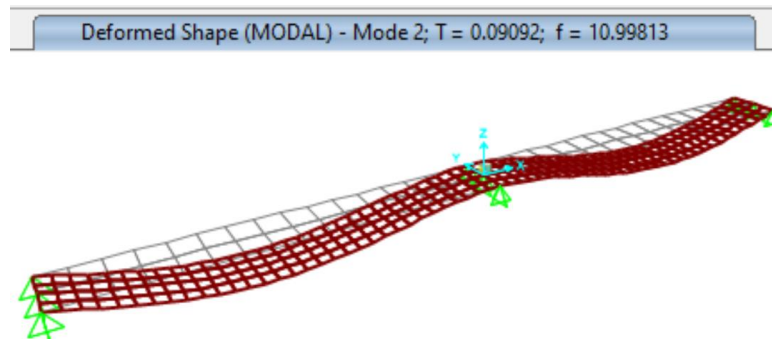 Deformed Shape (MODAL) - Mode 2; T = 0.09092; f = 10.99813
Z
Y
X